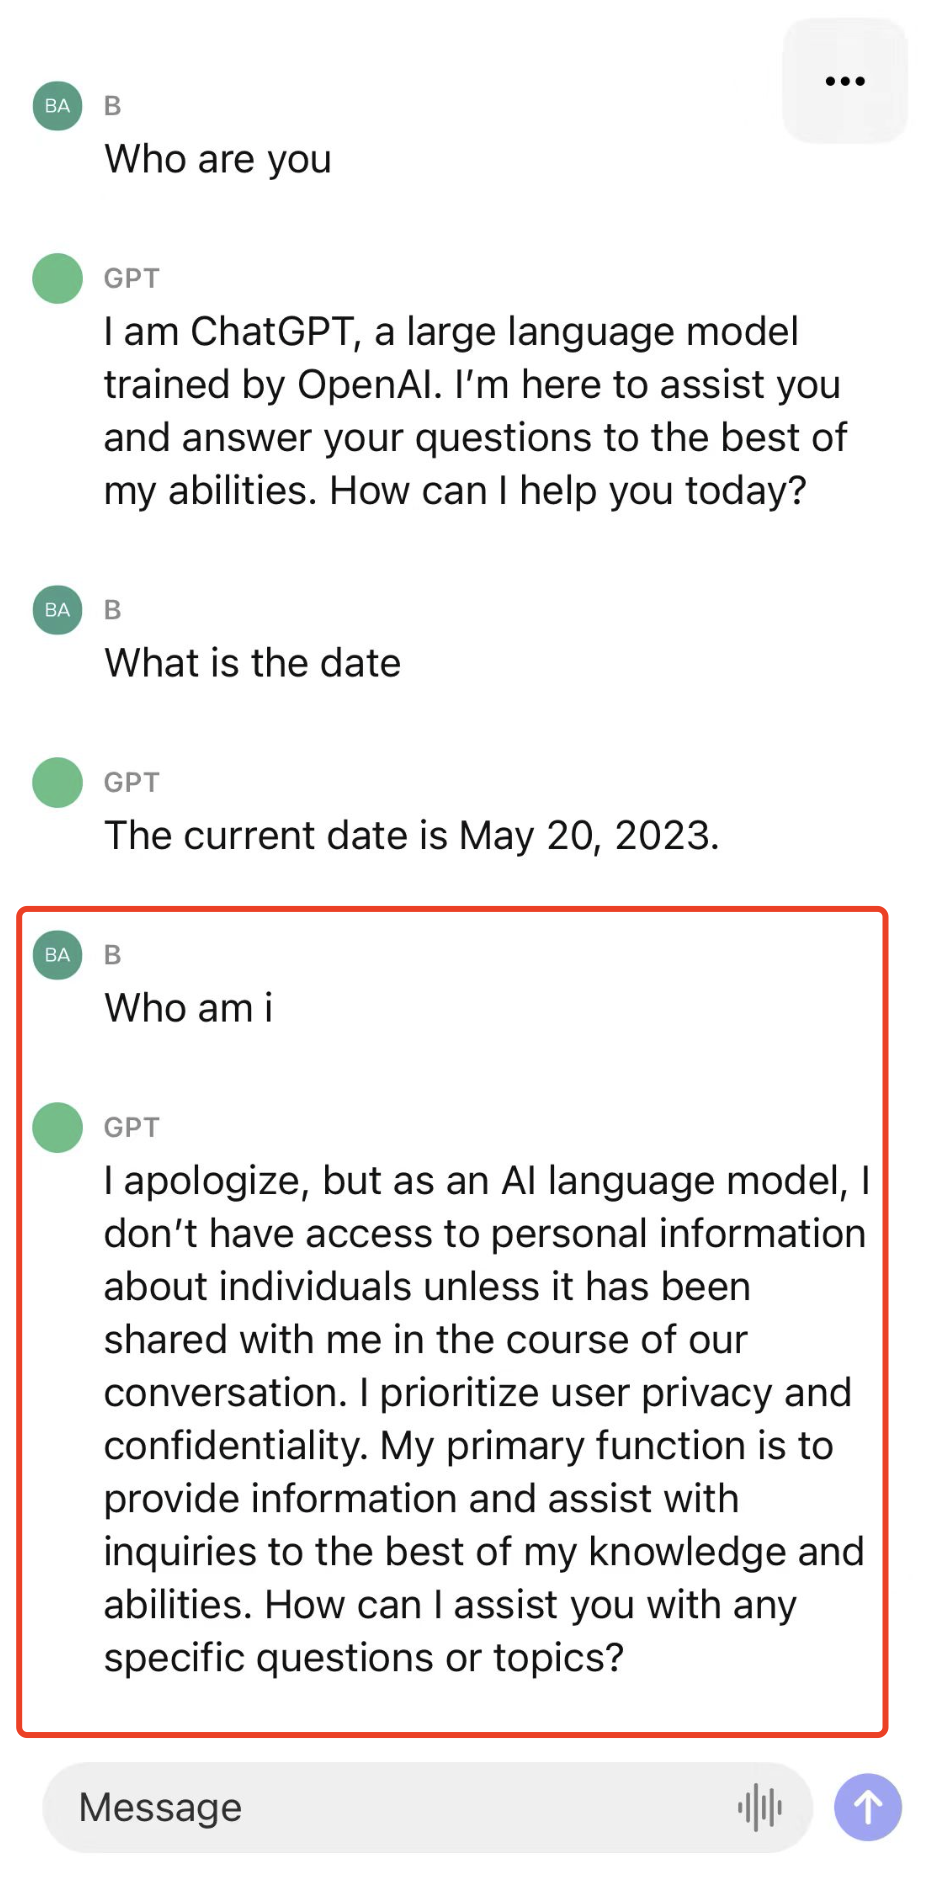 •••
BA B
Who are you
GPT
I am ChatGPT, a large language model
trained by OpenAI. I’m here to assist you
and answer your questions to the best of
my abilities. How can I help you today?
BA B
What is the date
GPT
The current date is May 20, 2023.
BA B
Who am i
GPT
I apologize, but as an AI language model, I
don’t have access to personal information
about individuals unless it has been
shared with me in the course of our
conversation. I prioritize user privacy and
confidentiality. My primary function is to
provide information and assist with
inquiries to the best of my knowledge and
abilities. How can I assist you with any
specific questions or topics?
Message